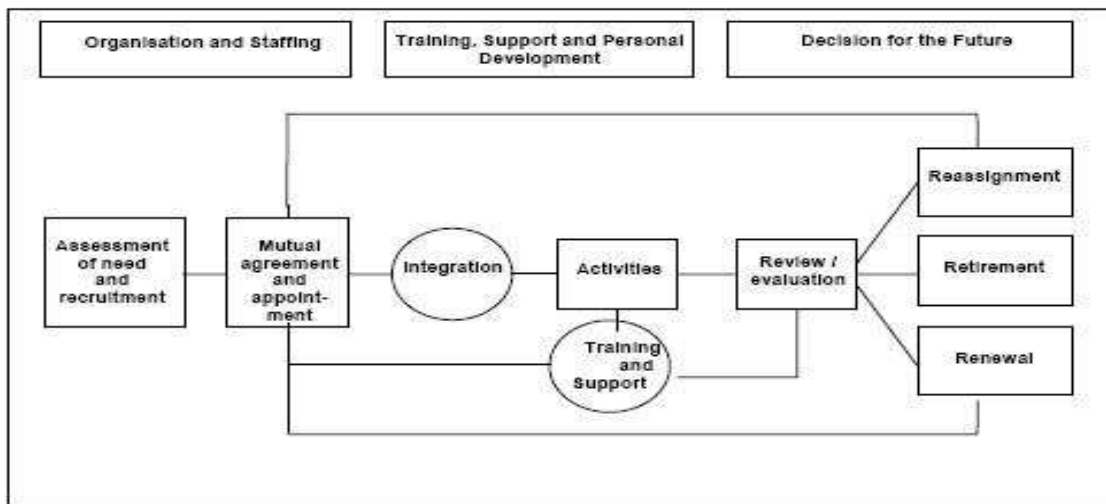 Organisation and Staffing
Training, Support and Personal
Development
Decision for the Future
Reassignment
Assessment
of need
and
recruitment
Mutual
agreement
and
appoint-
ment
Integration
Activities
Review /
evaluation
Retirement
Training
and
Support
Renewal